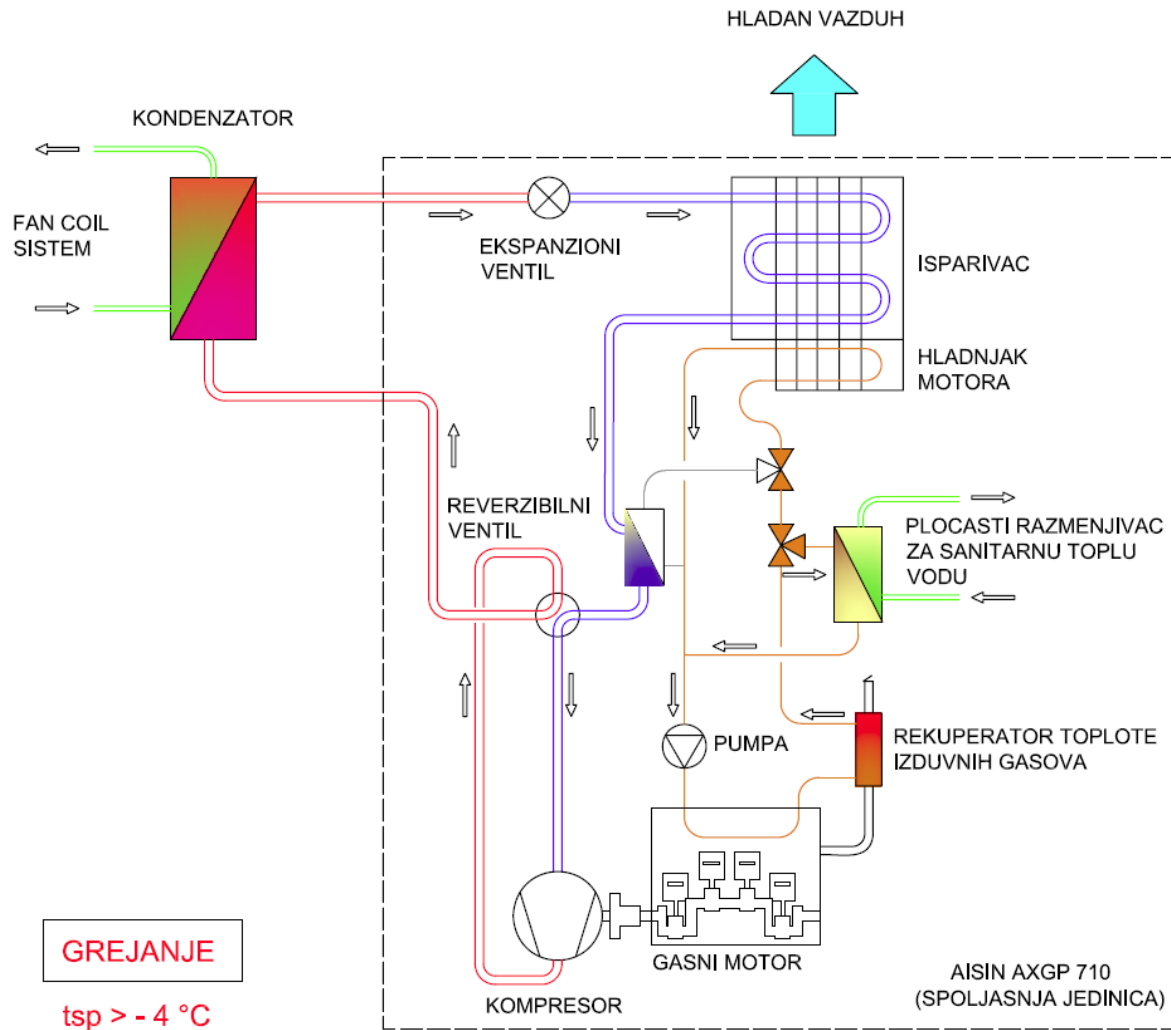 HLADAN VAZDUH
KONDENZATOR
FAN COIL
SISTEM
EKSPANZIONI
VENTIL
ISPARIVAC
HLADNJAK
MOTORA
REVERZIBILNI
VENTIL
PLOCASTI RAZMENJIVAC
ZA SANITARNU TOPLU
VODU
PUMPA
REKUPERATOR TOPLOTE
IZDUVNIH GASOVA
GREJANJE
tsp > - 4 °C
KOMPRESOR
GASNI MOTOR
AISIN AXGP 710
(SPOLJASNJA JEDINICA)